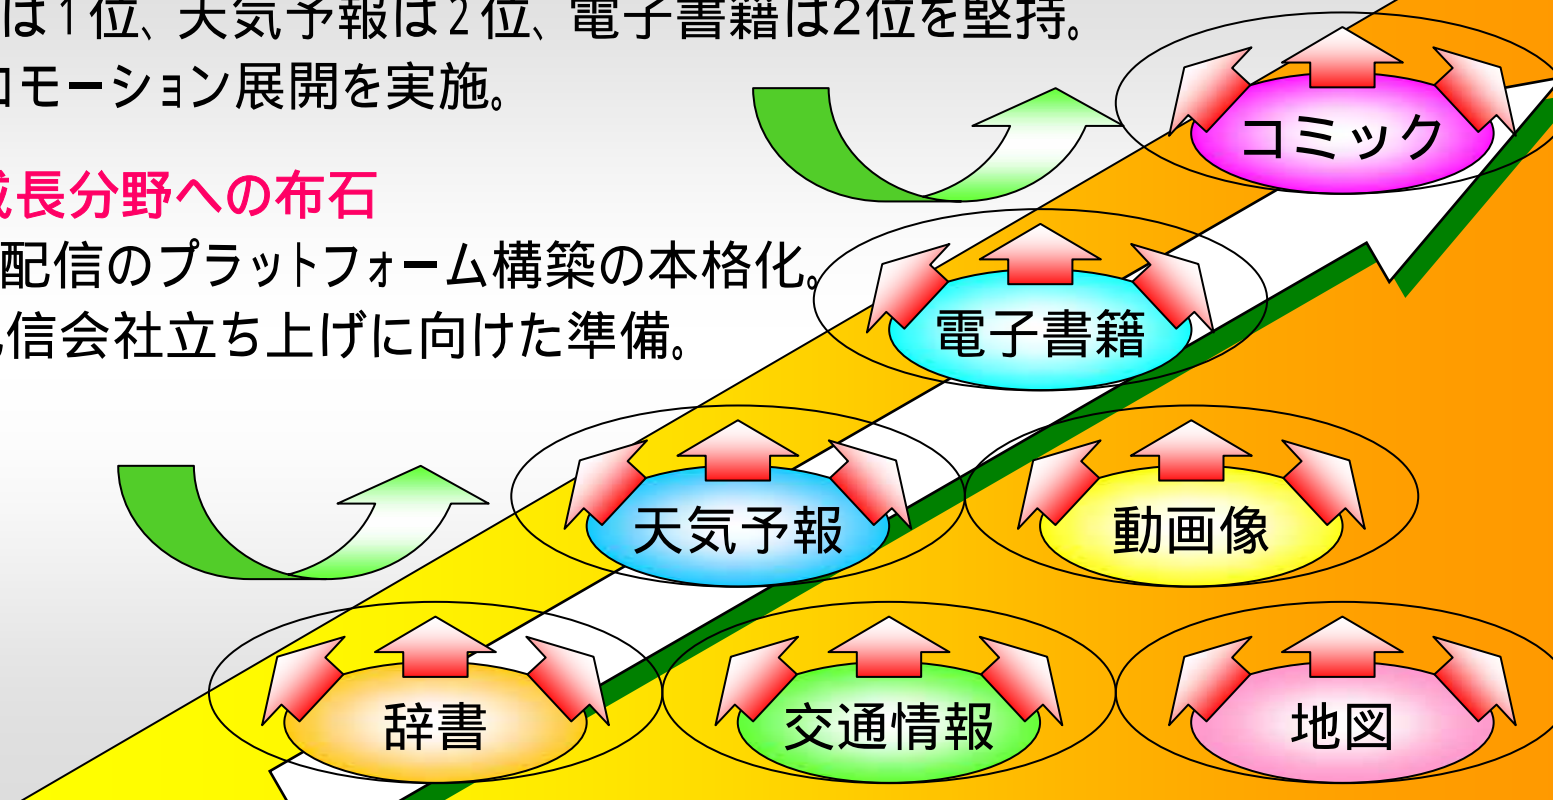 は1位、天気予報は2位、電子書籍は2位を堅持。
ロモーション展開を実施。
成長分野への布石
配信のプラットフォーム構築の本格化。
信会社立ち上げに向けた準備。
コミック
電子書籍
天気予報
動画像
辞書
交通情報
地図